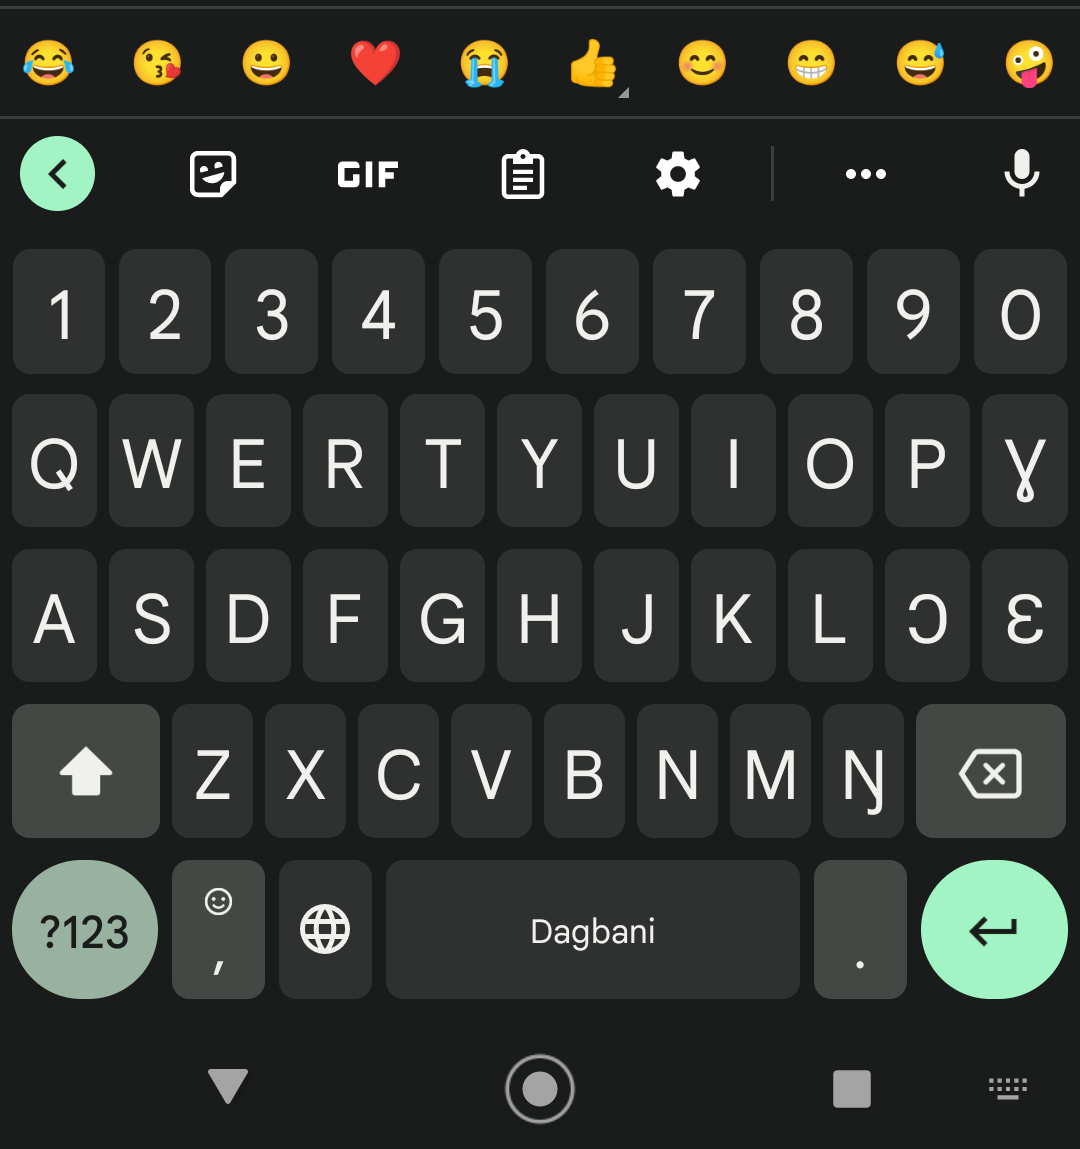 😂 😘 😀 ❤️ 😭 👍 😊 😁 😅 🤪
GIF
1 2 3 4 5 6 7 8 9 0
Q W E R T Y U I O P Ɣ
A S D F G H J K L Ɔ Ɛ
Z X C V B N M Ŋ
?123 , Dagbani .